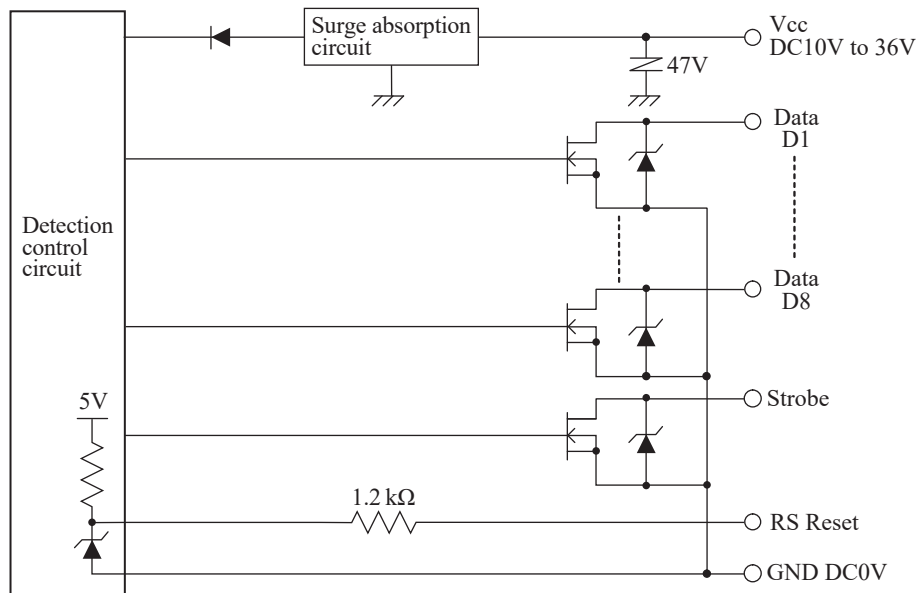 Surge absorption
circuit
Vcc
DC10V to 36V
47V
Data
D1
Detection
control
circuit
Data
D8
5V
Strobe
1.2 kΩ
RS Reset
GND DC0V